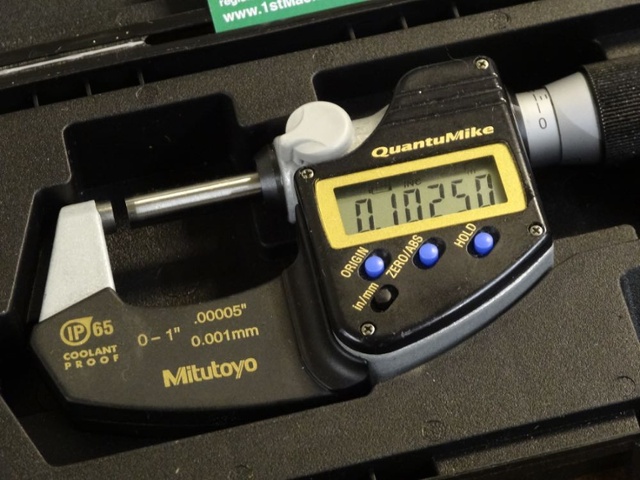 www.1stMac
QuantuMike
0.10250
ORIGIN
ZERO/ABS
HOLD
in/mm
0
IP65
COOLANT
PROOF
0-1" .00005"
0.001mm
Mitutoyo